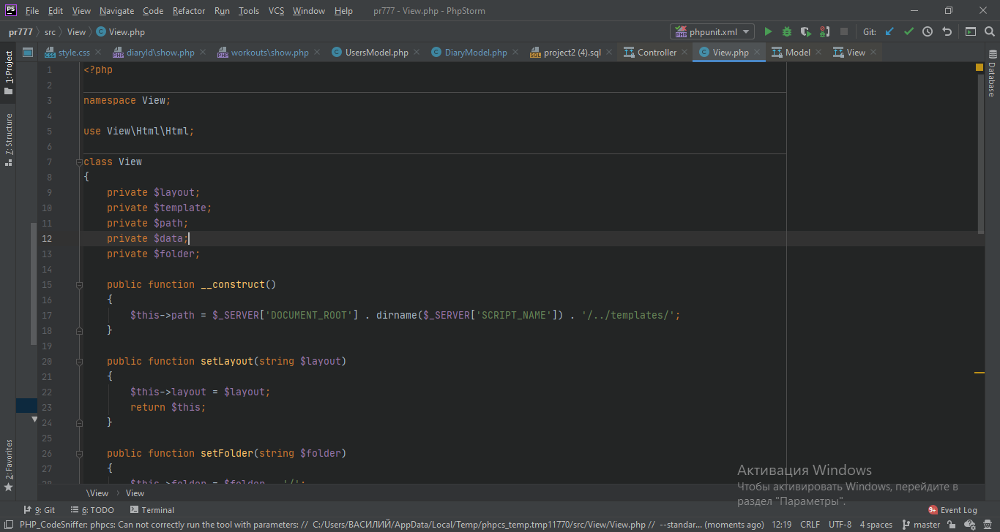 PS File Edit View Navigate Code Refactor Run Tools VCS Window Help pr777 - View.php - PhpStorm
pr777 src View View.php phpunit.xml Git:
style.css diaryId\show.php workouts\show.php UsersModel.php DiaryModel.php project2 (4).sql Controller View.php Model View
1: Project
7: Structure
2: Favorites
Database
1 <?php
2
3 namespace View;
4
5 use View\Html\Html;
6
7 class View
8 {
9 private $layout;
10 private $template;
11 private $path;
12 private $data;
13 private $folder;
14
15 public function __construct()
16 {
17 $this->path = $_SERVER['DOCUMENT_ROOT'] . dirname($_SERVER['SCRIPT_NAME']) . '/../templates/';
18 }
19
20 public function setLayout(string $layout)
21 {
22 $this->layout = $layout;
23 return $this;
24 }
25
26 public function setFolder(string $folder)
27 {
28 $this->folder = $folder . '/';
Активация Windows
Чтобы активировать Windows, перейдите в
раздел "Параметры".
\View View
9: Git 6: TODO Terminal 9+ Event Log
PHP_CodeSniffer: phpcs: Can not correctly run the tool with parameters: // C:/Users/ВАСИЛИЙ/AppData/Local/Temp/phpcs_temp.tmp11770/src/View/View.php // --standar... (moments ago) 12:19 CRLF UTF-8 4 spaces master